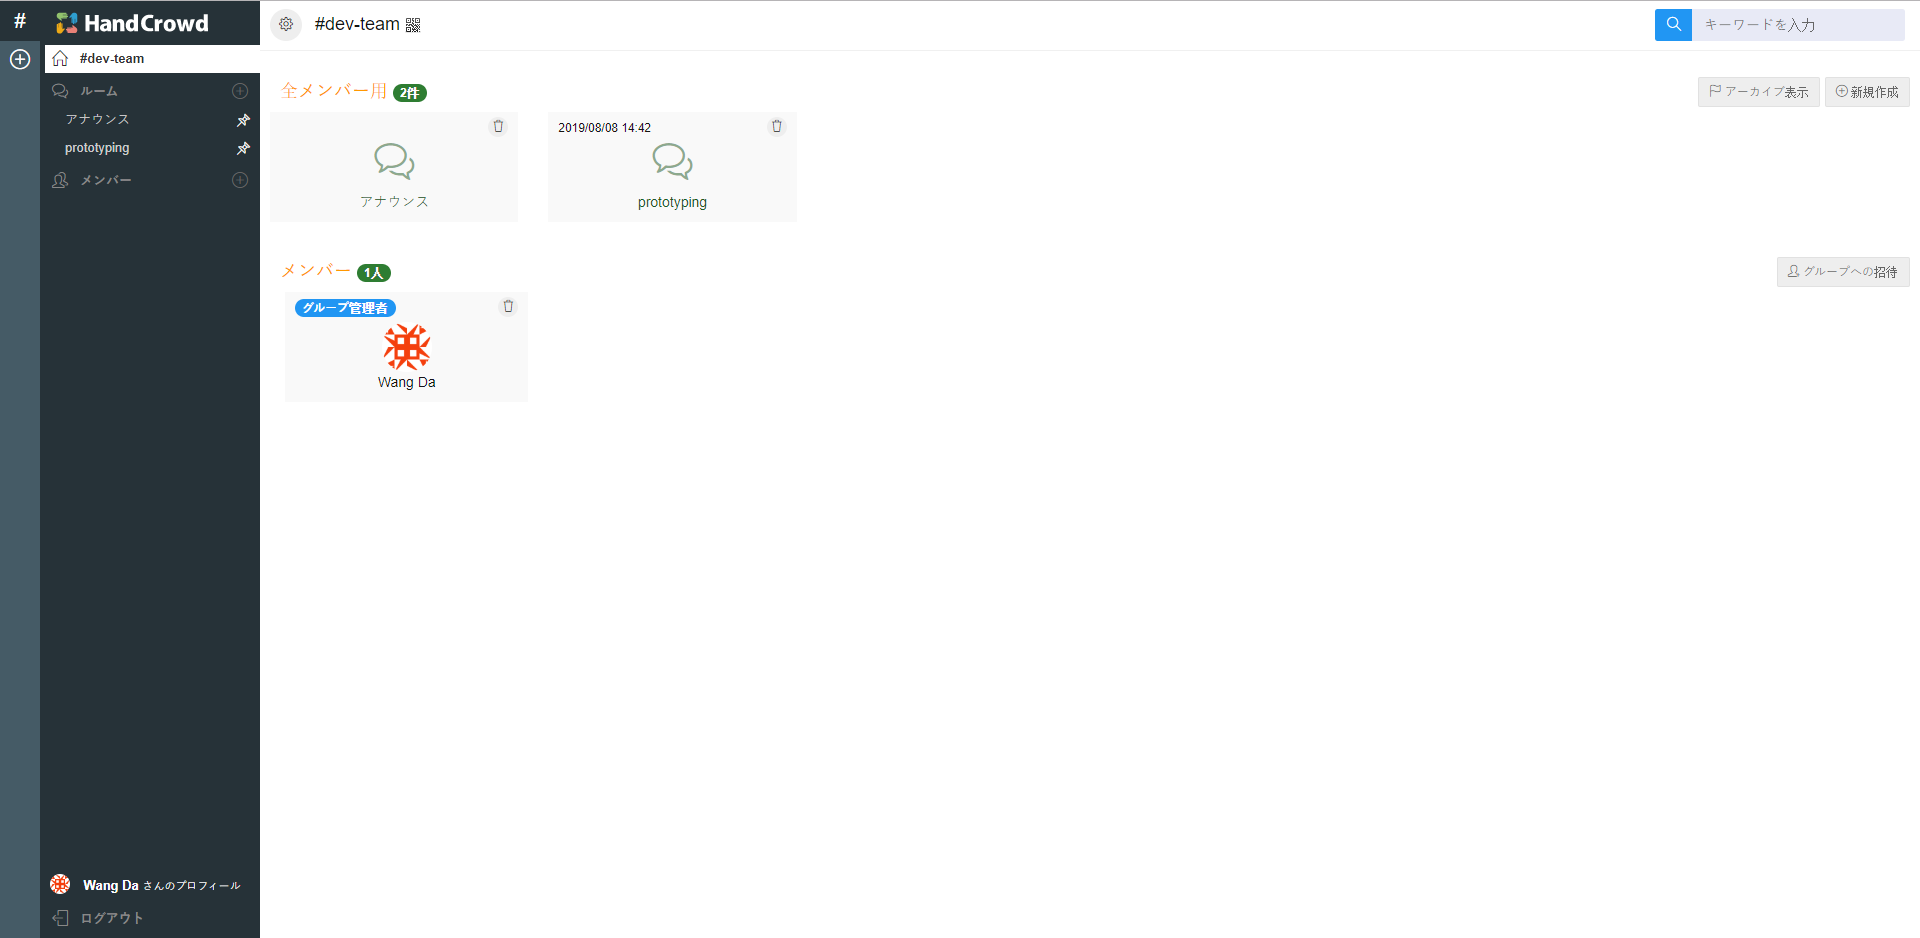 #
HandCrowd
#dev-team
ルーム
アナウンス
prototyping
メンバー
Wang Da さんのプロフィール
ログアウト
#dev-team
キーワードを入力
全メンバー用 2件
アーカイブ表示
新規作成
アナウンス
2019/08/08 14:42
prototyping
メンバー 1人
グループへの招待
グループ管理者
Wang Da